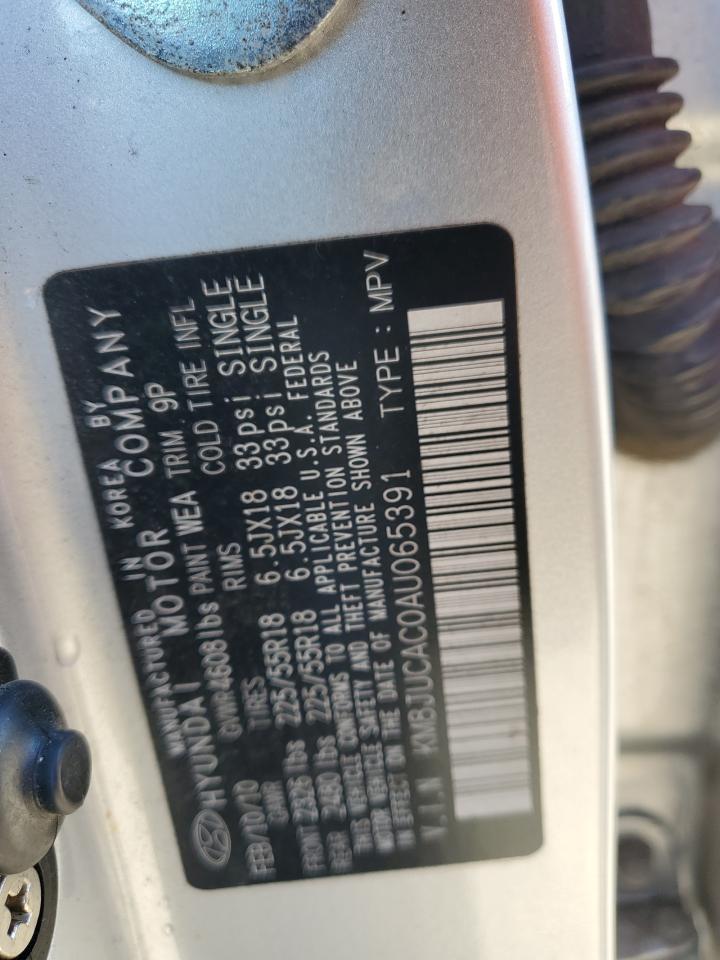 MANUFACTURED IN KOREA BY
HYUNDAI MOTOR COMPANY
FEB/10/10 GVWR 4608lbs PAINT WEA TRIM 9P
GAWR TIRES RIMS COLD TIRE INFL
FRONT lbs 225/55R18 6.5JX18 33psi SINGLE
REAR 2480 lbs 225/55R18 6.5JX18 33psi SINGLE
THIS VEHICLE CONFORMS TO ALL APPLICABLE U.S.A. FEDERAL
MOTOR VEHICLE SAFETY AND THEFT PREVENTION STANDARDS
IN EFFECT ON DATE OF MANUFACTURE SHOWN ABOVE
V.I.N KM8JUCAC0AU065391 TYPE : MPV